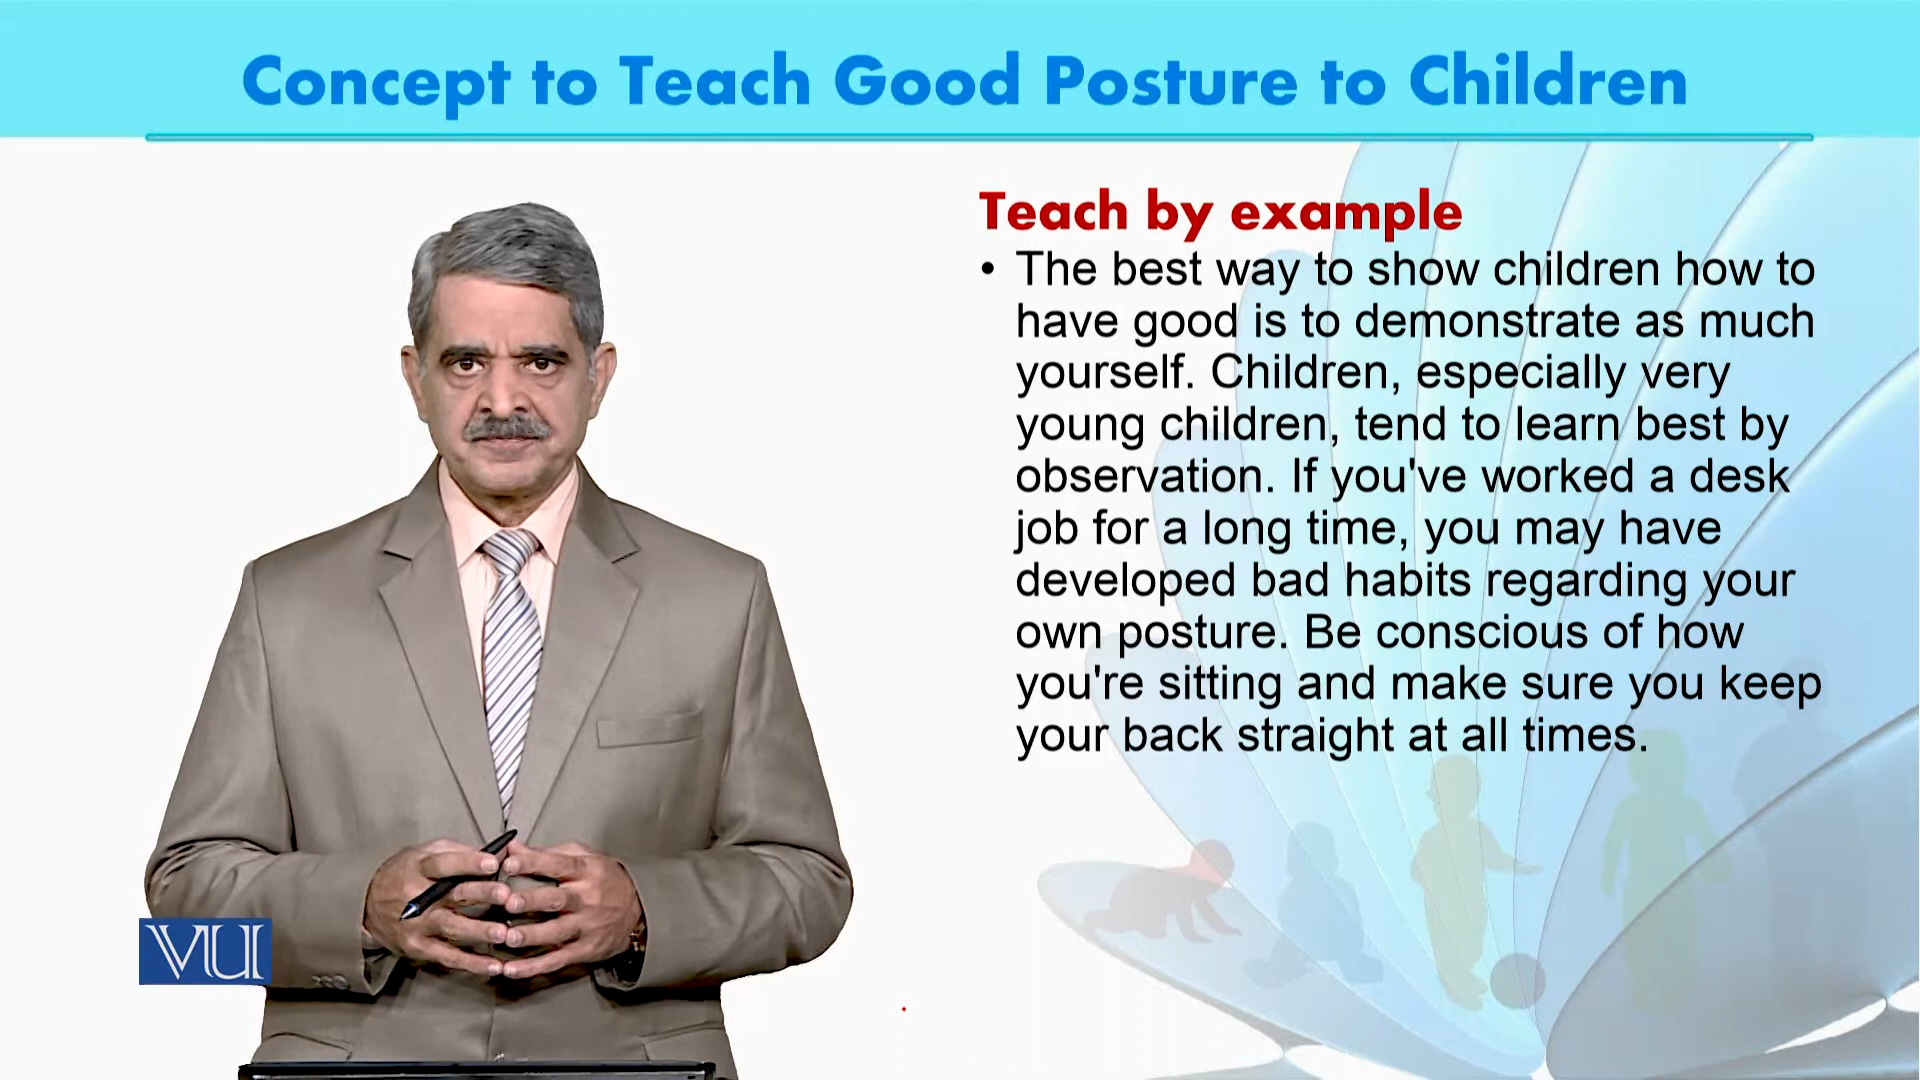 Concept to Teach Good Posture to Children
Teach by example
• The best way to show children how to
have good is to demonstrate as much
yourself. Children, especially very
young children, tend to learn best by
observation. If you've worked a desk
job for a long time, you may have
developed bad habits regarding your
own posture. Be conscious of how
you're sitting and make sure you keep
your back straight at all times.
VU